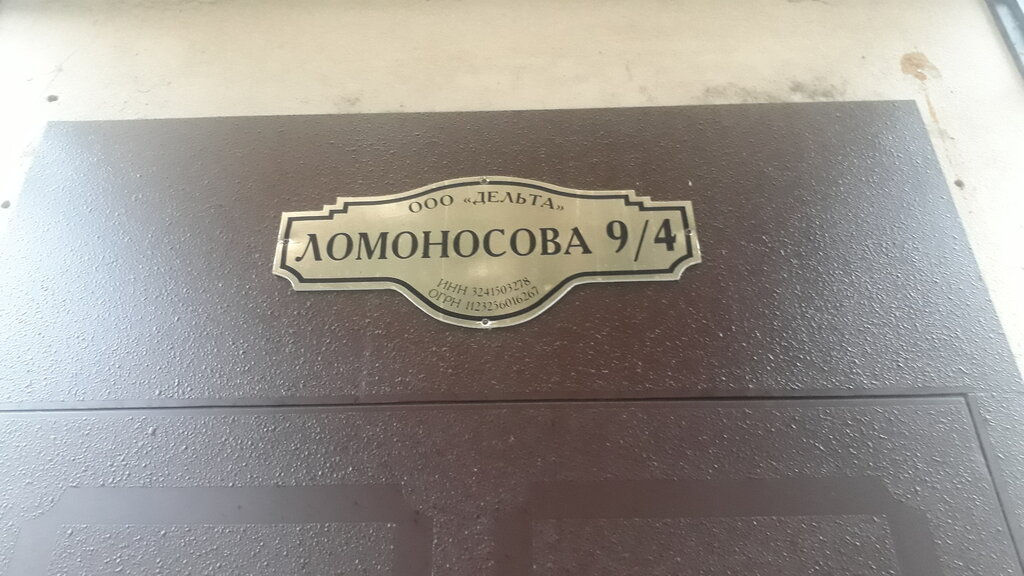 ООО «ДЕЛЬТА»
ЛОМОНОСОВА 9/4
ИНН 3241503278
ОГРН 1123256016267